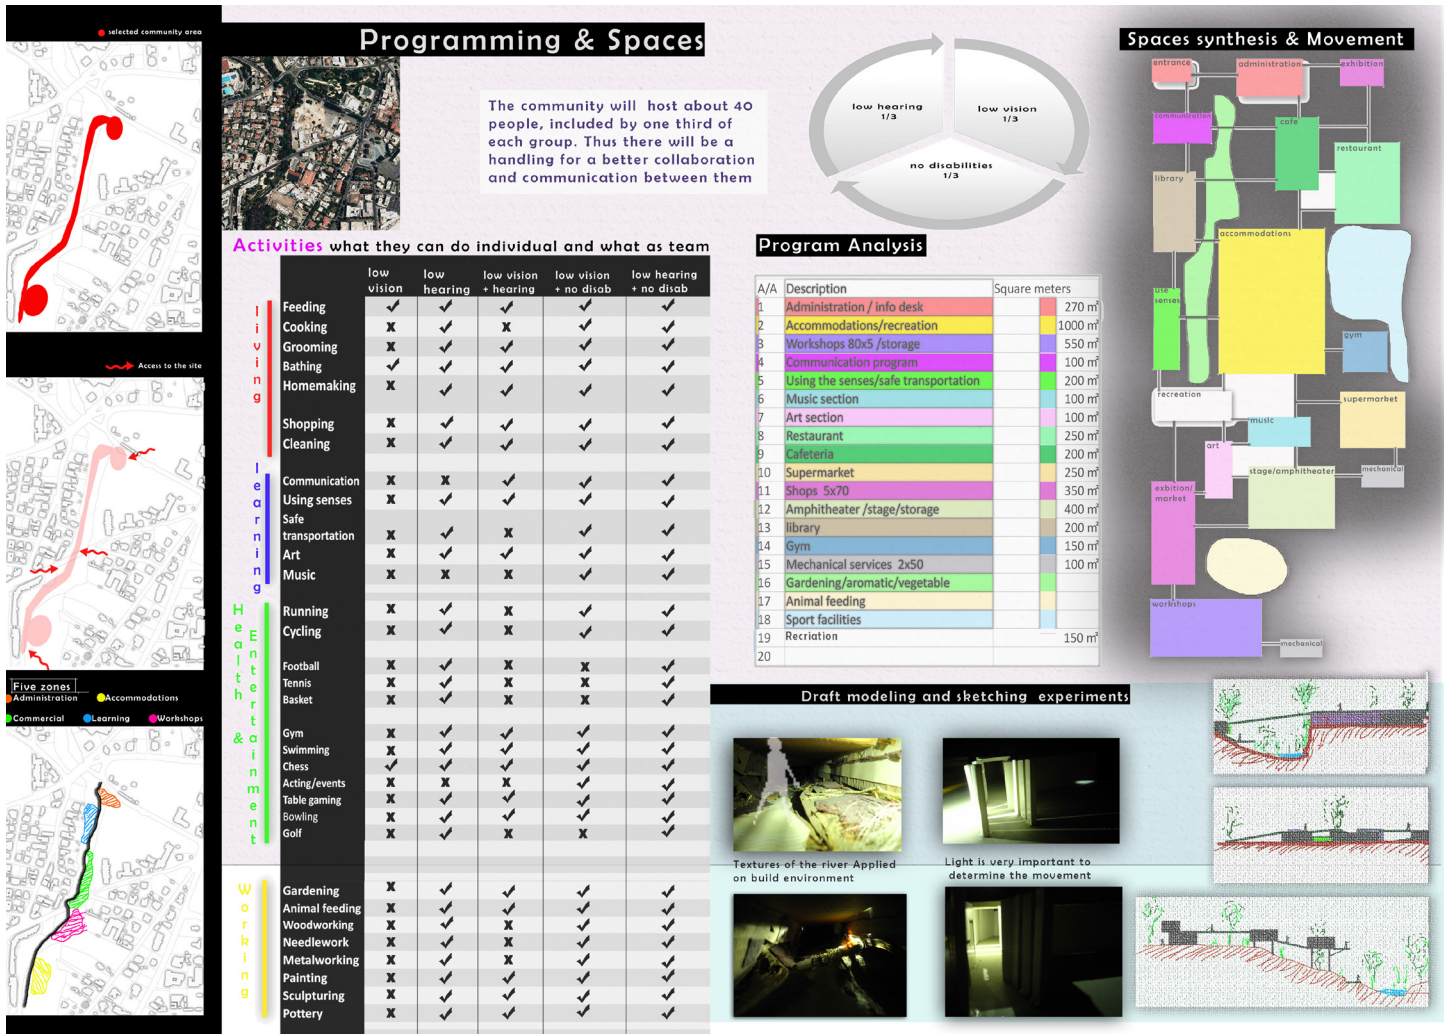 selected community area
Access to the site
Five zones
Administration
Accommodations
Commercial
Learning
Workshops
Programming & Spaces
The community will host about 40
people, included by one third of
each group. Thus there will be a
handling for a better collaboration
and communication between them
low hearing
1/3
low vision
1/3
no disabilities
1/3
Activities what they can do individual and what as team
low vision
low hearing
low vision + hearing
low vision + no disab
low hearing + no disab
living
Feeding
Cooking
Grooming
Bathing
Homemaking
Shopping
Cleaning
learning
Communication
Using senses
Safe
transportation
Art
Music
Health &
Entertainment
Running
Cycling
Football
Tennis
Basket
Gym
Swimming
Chess
Acting/events
Table gaming
Bowling
Golf
Working
Gardening
Animal feeding
Woodworking
Needlework
Metalworking
Painting
Sculpturing
Pottery
Program Analysis
A/A Description Square meters
1 Administration / info desk 270 m²
2 Accommodations/recreation 1000 m²
3 Workshops 80x5 /storage 550 m²
4 Communication program 100 m²
5 Using the senses/safe transportation 200 m²
6 Music section 100 m²
7 Art section 100 m²
8 Restaurant 250 m²
9 Cafeteria 200 m²
10 Supermarket 250 m²
11 Shops 5x70 350 m²
12 Amphitheater /stage/storage 400 m²
13 library 200 m²
14 Gym 150 m²
15 Mechanical services 2x50 100 m²
16 Gardening/aromatic/vegetable
17 Animal feeding
18 Sport facilities
19 Recriation 150 m²
20
Spaces synthesis & Movement
entrance
administration
exhibition
communication
cafe
restaurant
library
accommodations
use
senses
gym
recreation
supermarket
music
art
stage/amphitheater
mechanical
exbition/
market
workshops
mechanical
Draft modeling and sketching experiments
Textures of the river Applied
on build environment
Light is very important to
determine the movement